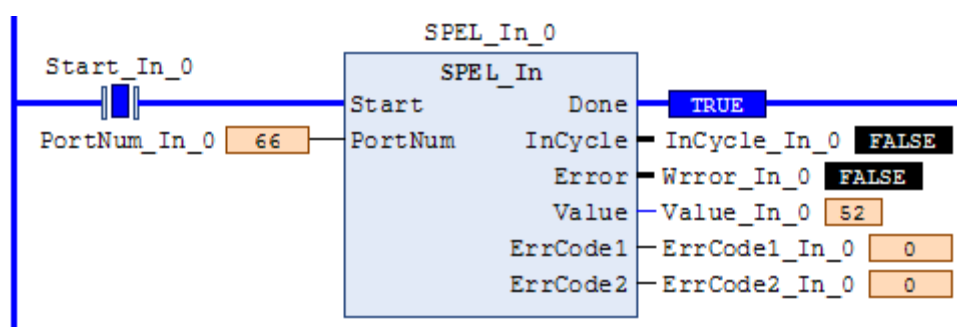 SPEL_In_0
Start_In_0
SPEL_In
Start Done TRUE
PortNum_In_0 66 PortNum InCycle InCycle_In_0 FALSE
Error Wrror_In_0 FALSE
Value Value_In_0 52
ErrCode1 ErrCode1_In_0 0
ErrCode2 ErrCode2_In_0 0